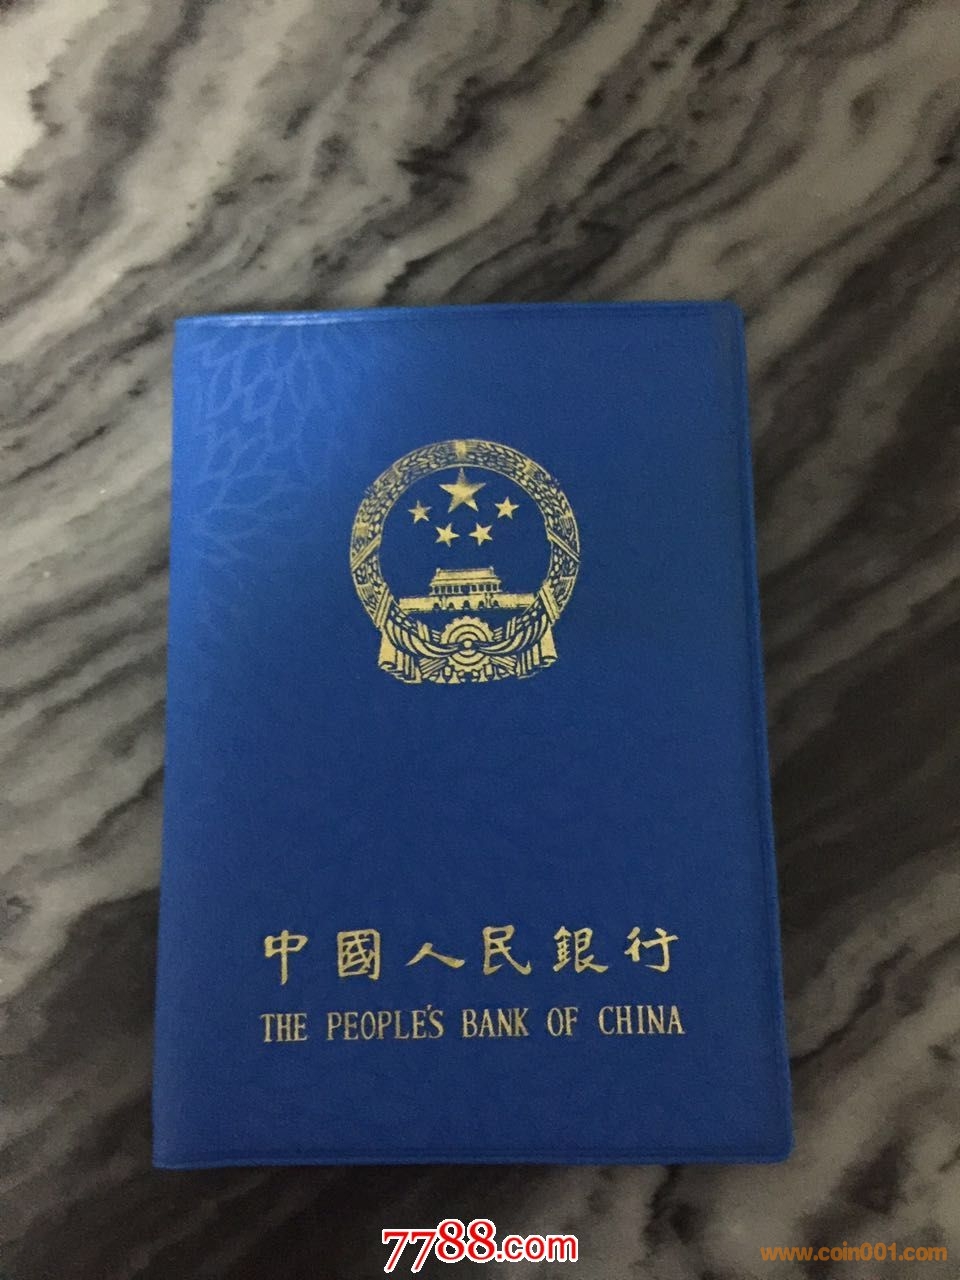 中國人民銀行
THE PEOPLE'S BANK OF CHINA
7788.com
www.coin001.com